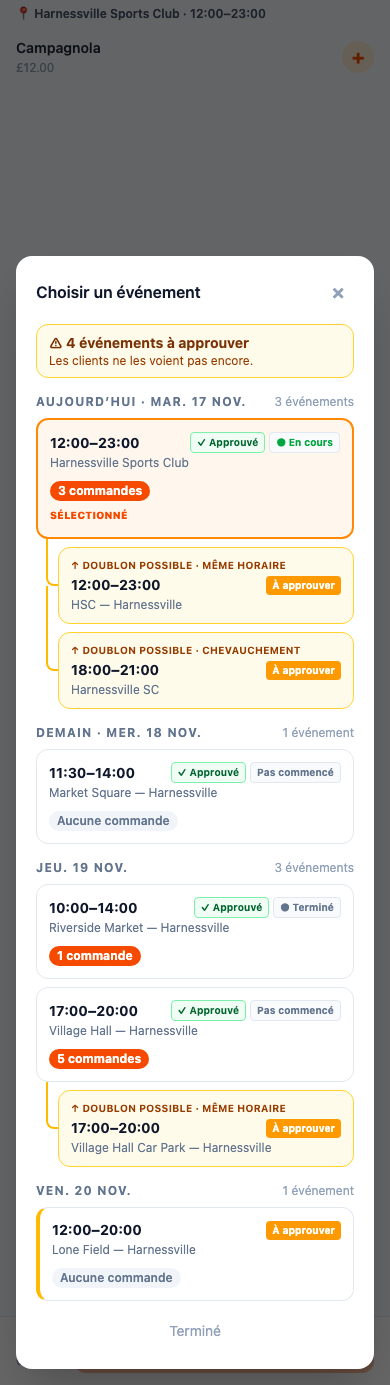 📍 Harnessville Sports Club · 12:00–23:00
Campagnola
£12.00
+
Choisir un événement
×
⚠ 4 événements à approuver
Les clients ne les voient pas encore.
AUJOURD'HUI · MAR. 17 NOV. 3 événements
12:00–23:00 ✓ Approuvé ● En cours
Harnessville Sports Club
3 commandes
SÉLECTIONNÉ
↑ DOUBLON POSSIBLE · MÊME HORAIRE
12:00–23:00 À approuver
HSC — Harnessville
↑ DOUBLON POSSIBLE · CHEVAUCHEMENT
18:00–21:00 À approuver
Harnessville SC
DEMAIN · MER. 18 NOV. 1 événement
11:30–14:00 ✓ Approuvé Pas commencé
Market Square — Harnessville
Aucune commande
JEU. 19 NOV. 3 événements
10:00–14:00 ✓ Approuvé ● Terminé
Riverside Market — Harnessville
1 commande
17:00–20:00 ✓ Approuvé Pas commencé
Village Hall — Harnessville
5 commandes
↑ DOUBLON POSSIBLE · MÊME HORAIRE
17:00–20:00 À approuver
Village Hall Car Park — Harnessville
VEN. 20 NOV. 1 événement
12:00–20:00 À approuver
Lone Field — Harnessville
Aucune commande
Terminé